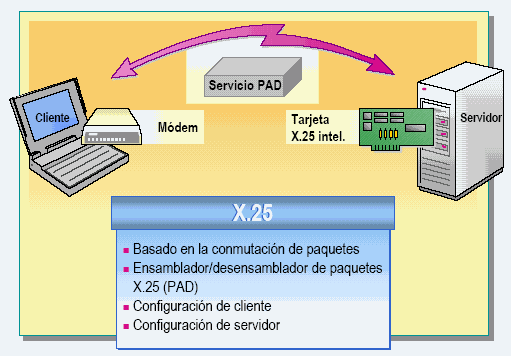 Servicio PAD
Cliente
Módem
Tarjeta
X.25 intel.
Servidor
X.25
Basado en la conmutación de paquetes
Ensamblador/desensamblador de paquetes
X.25 (PAD)
Configuración de cliente
Configuración de servidor